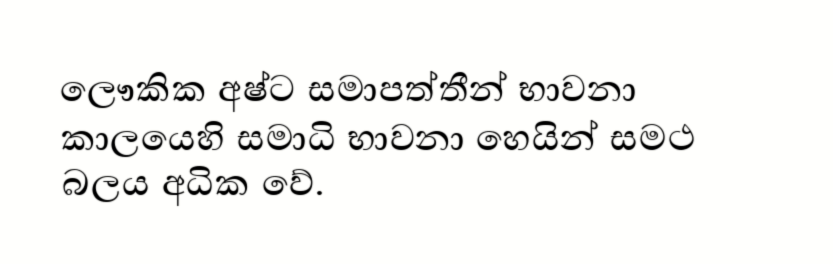 ලෞකික අෂ්ට සමාපත්තීන් භාවනා
කාලයෙහි සමාධි භාවනා හෙයින් සමථ
බලය අධික වේ.